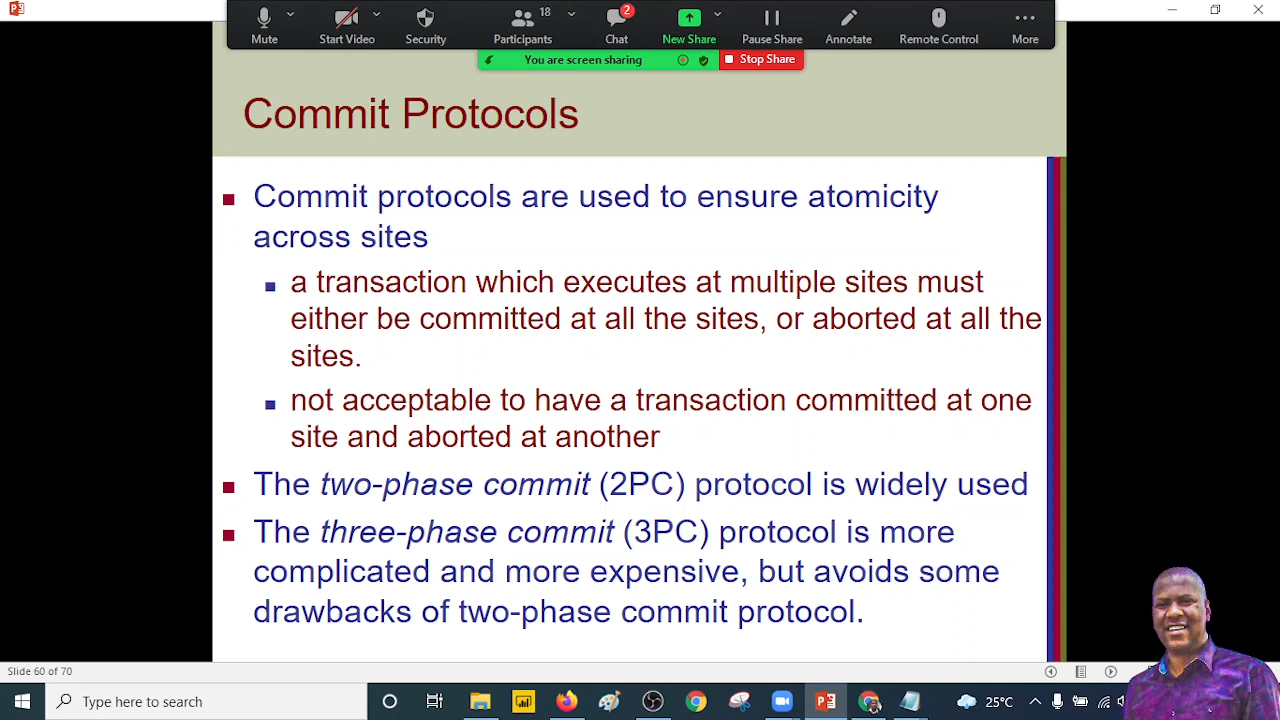 18
2
Mute
Start Video
Security
Participants
Chat
New Share
Pause Share
Annotate
Remote Control
More
You are screen sharing
Stop Share
Commit Protocols
Commit protocols are used to ensure atomicity
across sites
a transaction which executes at multiple sites must
either be committed at all the sites, or aborted at all the
sites.
not acceptable to have a transaction committed at one
site and aborted at another
The two-phase commit (2PC) protocol is widely used
The three-phase commit (3PC) protocol is more
complicated and more expensive, but avoids some
drawbacks of two-phase commit protocol.
Slide 60 of 70
Type here to search
25°C